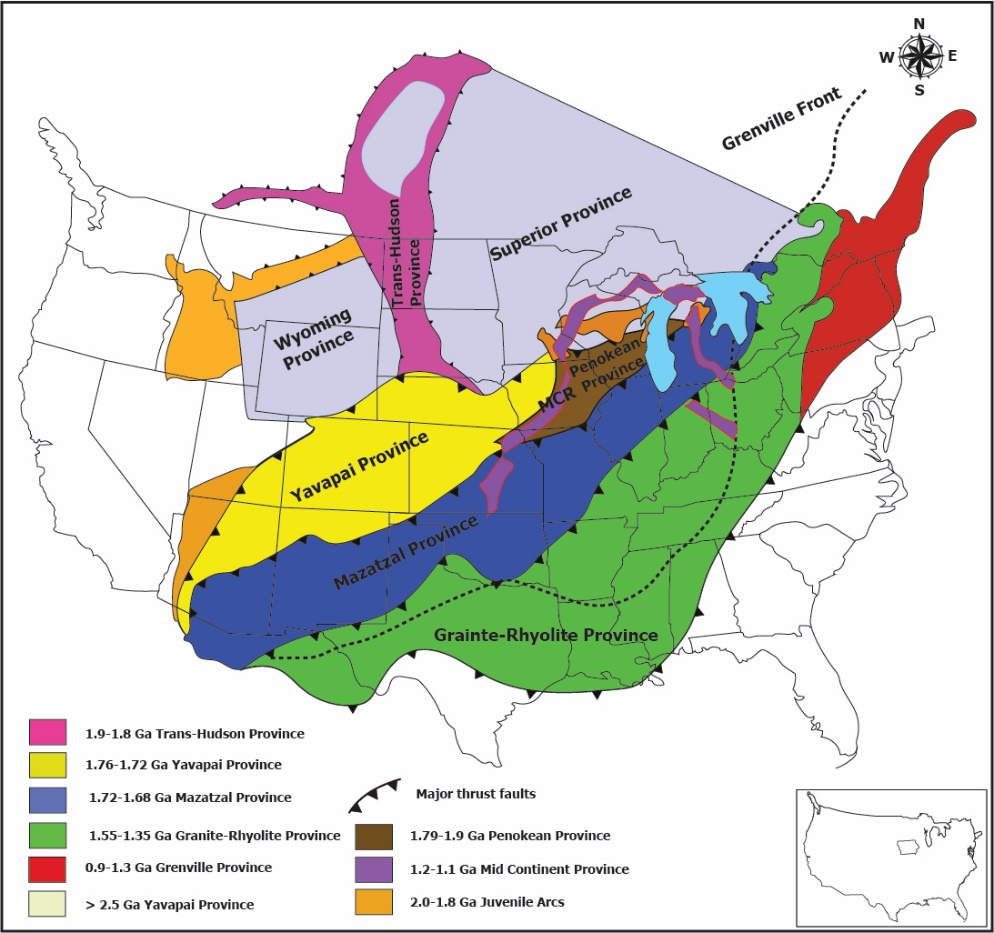 N
W E
S
Grenville Front
Superior Province
Trans-Hudson
Province
Wyoming
Province
Penokean
Province
MCR
Yavapai Province
Mazatzal Province
Grainte-Rhyolite Province
1.9-1.8 Ga Trans-Hudson Province
1.76-1.72 Ga Yavapai Province
1.72-1.68 Ga Mazatzal Province
1.55-1.35 Ga Granite-Rhyolite Province
0.9-1.3 Ga Grenville Province
> 2.5 Ga Yavapai Province
Major thrust faults
1.79-1.9 Ga Penokean Province
1.2-1.1 Ga Mid Continent Province
2.0-1.8 Ga Juvenile Arcs